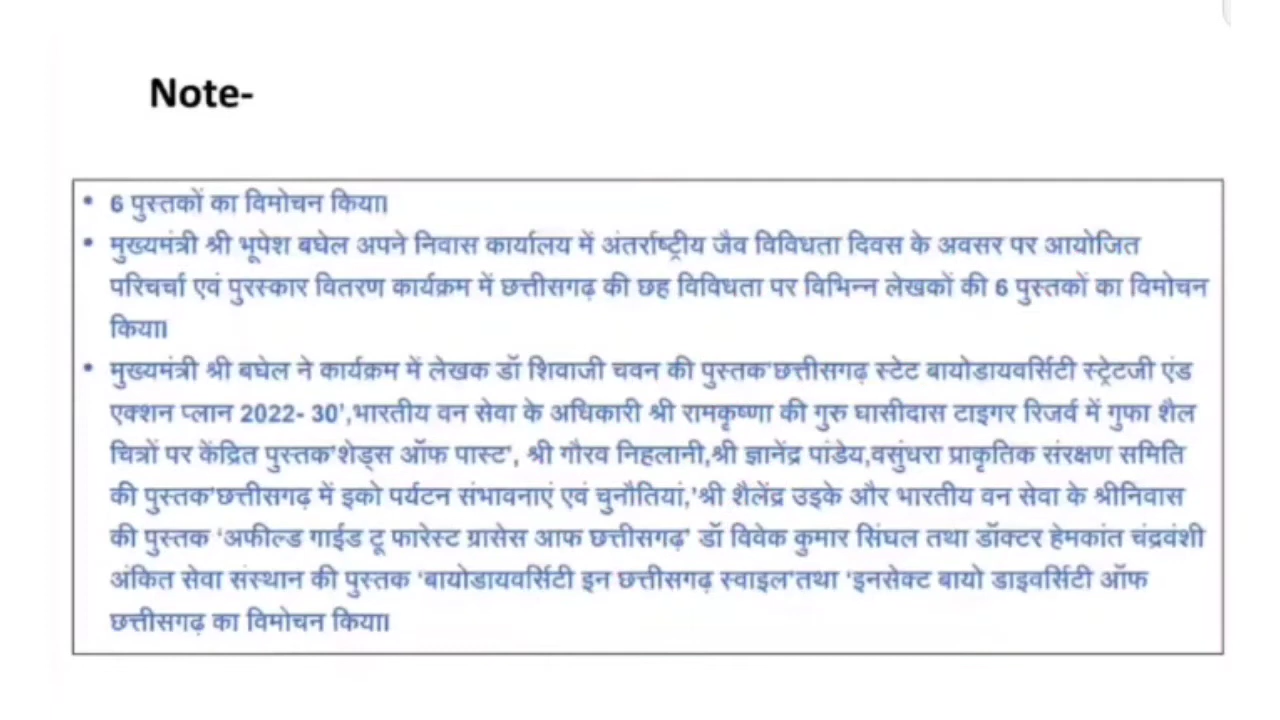 Note-
• 6 पुस्तकों का विमोचन किया।
• मुख्यमंत्री श्री भूपेश बघेल अपने निवास कार्यालय में अंतर्राष्ट्रीय जैव विविधता दिवस के अवसर पर आयोजित
परिचर्चा एवं पुरस्कार वितरण कार्यक्रम में छत्तीसगढ़ की छह विविधता पर विभिन्न लेखकों की 6 पुस्तकों का विमोचन
किया।
• मुख्यमंत्री श्री बघेल ने कार्यक्रम में लेखक डॉ शिवाजी चवन की पुस्तक'छत्तीसगढ़ स्टेट बायोडायवर्सिटी स्ट्रेटजी एंड
एक्शन प्लान 2022- 30',भारतीय वन सेवा के अधिकारी श्री रामकृष्णा की गुरु घासीदास टाइगर रिजर्व में गुफा शैल
चित्रों पर केंद्रित पुस्तक'शेड्स ऑफ पास्ट', श्री गौरव निहलानी,श्री ज्ञानेंद्र पांडेय,वसुंधरा प्राकृतिक संरक्षण समिति
की पुस्तक'छत्तीसगढ़ में इको पर्यटन संभावनाएं एवं चुनौतियां,'श्री शैलेंद्र उइके और भारतीय वन सेवा के श्रीनिवास
की पुस्तक 'अफील्ड गाईड टू फारेस्ट ग्रासेस आफ छत्तीसगढ़' डॉ विवेक कुमार सिंघल तथा डॉक्टर हेमकांत चंद्रवंशी
अंकित सेवा संस्थान की पुस्तक 'बायोडायवर्सिटी इन छत्तीसगढ़ स्वाइल'तथा 'इनसेक्ट बायो डाइवर्सिटी ऑफ
छत्तीसगढ़ का विमोचन किया।